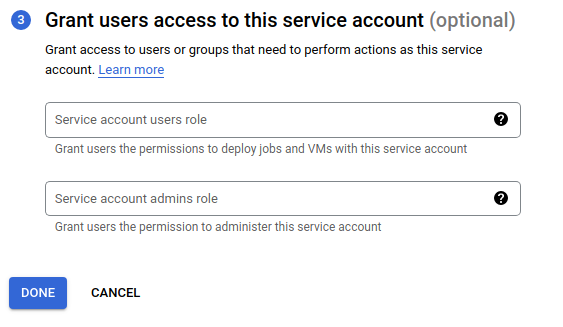 3 Grant users access to this service account (optional)
Grant access to users or groups that need to perform actions as this service
account. Learn more
Service account users role ?
Grant users the permissions to deploy jobs and VMs with this service account
Service account admins role ?
Grant users the permission to administer this service account
DONE CANCEL